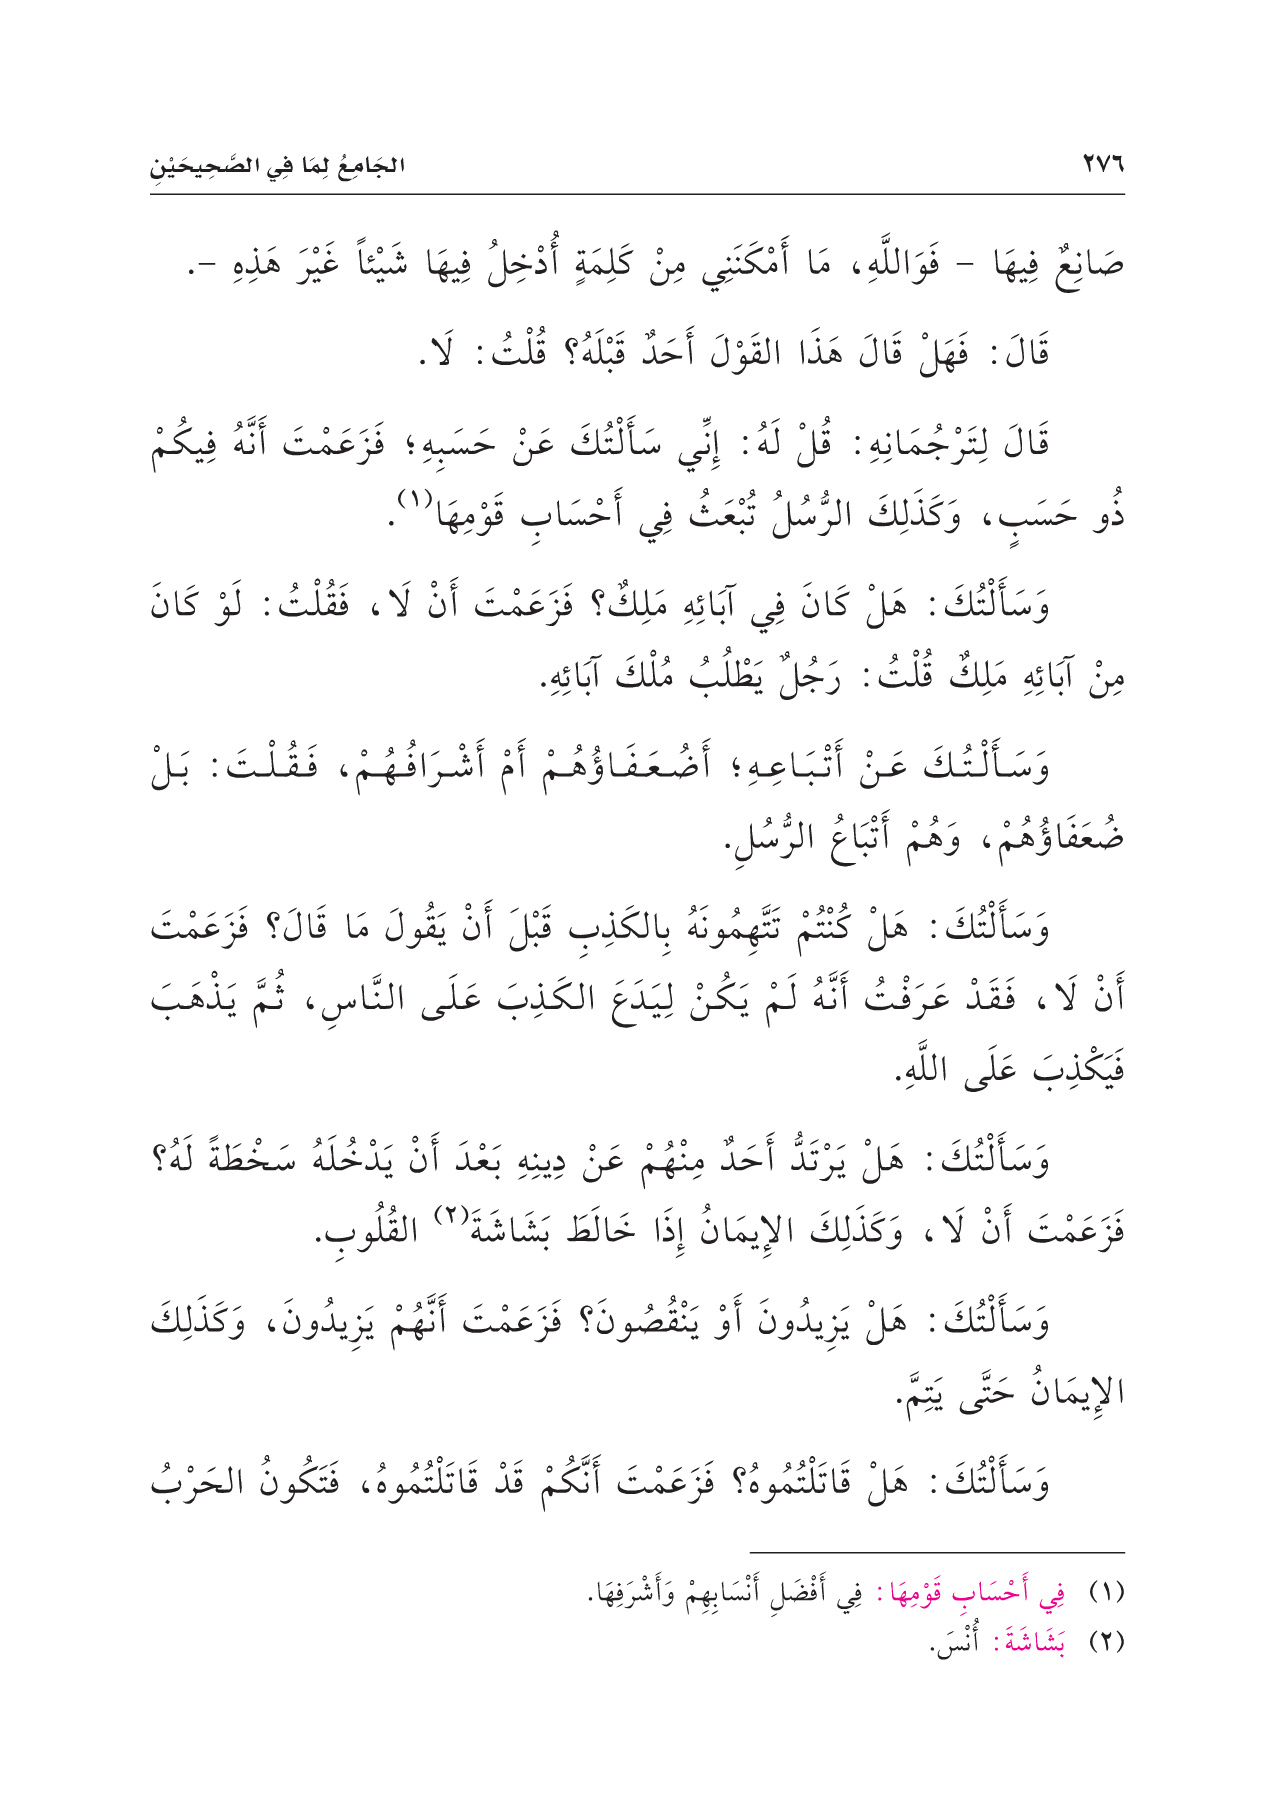 ٢٧٦ الجَامِعُ لِمَا فِي الصَّحِيحَيْنِ
صَانِعٌ فِيهَا – فَوَاللَّهِ، مَا أَمْكَنَنِي مِنْ كَلِمَةٍ أُدْخِلُ فِيهَا شَيْئاً غَيْرَ هَذِهِ –.
قَالَ: فَهَلْ قَالَ هَذَا القَوْلَ أَحَدٌ قَبْلَهُ؟ قُلْتُ: لَا.
قَالَ لِتَرْجُمَانِهِ: قُلْ لَهُ: إِنِّي سَأَلْتُكَ عَنْ حَسَبِهِ؛ فَزَعَمْتَ أَنَّهُ فِيكُمْ
ذُو حَسَبٍ، وَكَذَلِكَ الرُّسُلُ تُبْعَثُ فِي أَحْسَابِ قَوْمِهَا(١).
وَسَأَلْتُكَ: هَلْ كَانَ فِي آبَائِهِ مَلِكٌ؟ فَزَعَمْتَ أَنْ لَا، فَقُلْتُ: لَوْ كَانَ
مِنْ آبَائِهِ مَلِكٌ قُلْتُ: رَجُلٌ يَطْلُبُ مُلْكَ آبَائِهِ.
وَسَأَلْتُكَ عَنْ أَتْبَاعِهِ؛ أَضُعَفَاؤُهُمْ أَمْ أَشْرَافُهُمْ، فَقُلْتَ: بَلْ
ضُعَفَاؤُهُمْ، وَهُمْ أَتْبَاعُ الرُّسُلِ.
وَسَأَلْتُكَ: هَلْ كُنْتُمْ تَتَّهِمُونَهُ بِالكَذِبِ قَبْلَ أَنْ يَقُولَ مَا قَالَ؟ فَزَعَمْتَ
أَنْ لَا، فَقَدْ عَرَفْتُ أَنَّهُ لَمْ يَكُنْ لِيَدَعَ الكَذِبَ عَلَى النَّاسِ، ثُمَّ يَذْهَبَ
فَيَكْذِبَ عَلَى اللَّهِ.
وَسَأَلْتُكَ: هَلْ يَرْتَدُّ أَحَدٌ مِنْهُمْ عَنْ دِينِهِ بَعْدَ أَنْ يَدْخُلَهُ سَخْطَةً لَهُ؟
فَزَعَمْتَ أَنْ لَا، وَكَذَلِكَ الإِيمَانُ إِذَا خَالَطَ بَشَاشَةَ(٢) القُلُوبِ.
وَسَأَلْتُكَ: هَلْ يَزِيدُونَ أَوْ يَنْقُصُونَ؟ فَزَعَمْتَ أَنَّهُمْ يَزِيدُونَ، وَكَذَلِكَ
الإِيمَانُ حَتَّى يَتِمَّ.
وَسَأَلْتُكَ: هَلْ قَاتَلْتُمُوهُ؟ فَزَعَمْتَ أَنَّكُمْ قَدْ قَاتَلْتُمُوهُ، فَتَكُونُ الحَرْبُ
(١) فِي أَحْسَابِ قَوْمِهَا: فِي أَفْضَلِ أَنْسَابِهِمْ وَأَشْرَفِهَا.
(٢) بَشَاشَةَ: أُنْسَ.